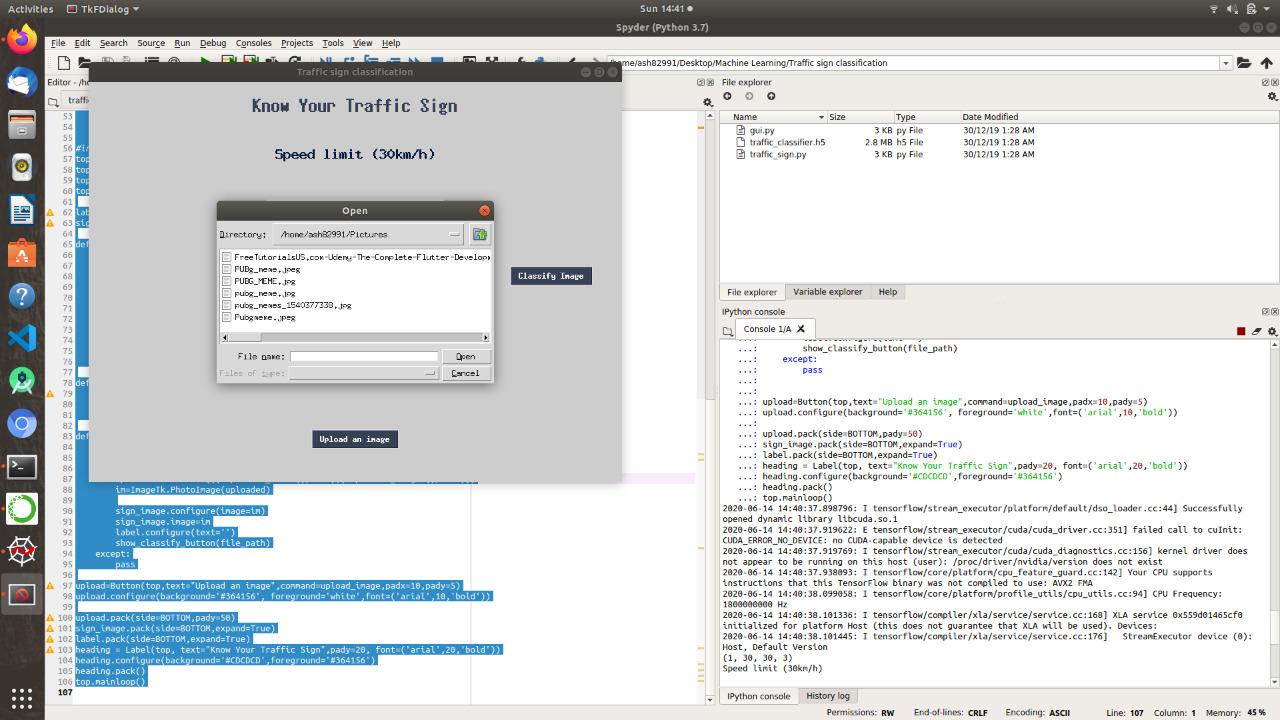 Activities
TkFDialog
Sun 14:41
Spyder (Python 3.7)
File Edit Search Source Run Debug Consoles Projects Tools View Help
/home/ash82991/Desktop/Machine Learning/Traffic sign classification
Editor - /ho
traffic
Traffic sign classification
Know Your Traffic Sign
Speed limit (30km/h)
Open
Directory: /home/ash82991/Pictures
FreeTutorialsUS.com-Udemy-The-Complete-Flutter-Develop
PUBg_meme.jpeg
PUBG_MEME.jpg
pubg_meme.jpg
pubg_memes_1540377338.jpg
Pubgmeme.jpeg
File name:
Open
Files of type:
Cancel
Classify Image
Upload an image
53
54
55
56 #
57 top
58 top
59 top
60 top
61
62 lab
63 sig
64
65 def
66
67
68
69
70
71
72
73
74
75
76
77
78 def
79
80
81
82
83 def
84
85
86
87
88 im=ImageTk.PhotoImage(uploaded)
89
90 sign_image.configure(image=im)
91 sign_image.image=im
92 label.configure(text='')
93 show_classify_button(file_path)
94 except:
95 pass
96
97 upload=Button(top,text="Upload an image",command=upload_image,padx=10,pady=5)
98 upload.configure(background='#364156', foreground='white',font=('arial',10,'bold'))
99
100 upload.pack(side=BOTTOM,pady=50)
101 sign_image.pack(side=BOTTOM,expand=True)
102 label.pack(side=BOTTOM,expand=True)
103 heading = Label(top, text="Know Your Traffic Sign",pady=20, font=('arial',20,'bold'))
104 heading.configure(background='#CDCDCD',foreground='#364156')
105 heading.pack()
106 top.mainloop()
107
File explorer
Name Size Type Date Modified
gui.py 3 KB py File 30/12/19 1:28 AM
traffic_classifier.h5 2.8 MB h5 File 30/12/19 1:28 AM
traffic_sign.py 3 KB py File 30/12/19 1:28 AM
File explorer Variable explorer Help
IPython console
Console 1/A
...: show_classify_button(file_path)
...: except:
...: pass
...:
...:
...: upload=Button(top,text="Upload an image",command=upload_image,padx=10,pady=5)
...: upload.configure(background='#364156', foreground='white',font=('arial',10,'bold'))
...:
...: upload.pack(side=BOTTOM,pady=50)
...: sign_image.pack(side=BOTTOM,expand=True)
...: label.pack(side=BOTTOM,expand=True)
...: heading = Label(top, text="Know Your Traffic Sign",pady=20, font=('arial',20,'bold'))
...: heading.configure(background='#CDCDCD',foreground='#364156')
...: heading.pack()
...: top.mainloop()
2020-06-14 14:40:37.898796: I tensorflow/stream_executor/platform/default/dso_loader.cc:44] Successfully
opened dynamic library libcuda.so.1
2020-06-14 14:40:37.919622: E tensorflow/stream_executor/cuda/cuda_driver.cc:351] failed call to cuInit:
CUDA_ERROR_NO_DEVICE: no CUDA-capable device is detected
2020-06-14 14:40:37.919769: I tensorflow/stream_executor/cuda/cuda_diagnostics.cc:156] kernel driver does
not appear to be running on this host (user): /proc/driver/nvidia/version does not exist
2020-06-14 14:40:37.938093: I tensorflow/core/platform/cpu_feature_guard.cc:142] Your CPU supports
instructions that this TensorFlow binary was not compiled to use: AVX2 FMA
2020-06-14 14:40:38.099058: I tensorflow/core/platform/profile_utils/cpu_utils.cc:94] CPU Frequency:
1800000000 Hz
2020-06-14 14:40:38.101336: I tensorflow/compiler/xla/service/service.cc:168] XLA service 0x559d01465cf0
initialized for platform Host (this does not guarantee that XLA will be used). Devices:
2020-06-14 14:40:38.101445: I tensorflow/compiler/xla/service/service.cc:176] StreamExecutor device (0):
Host, Default Version
(1, 30, 30, 3)
Speed limit (30km/h)
IPython console History log
Permissions: RW End-of-lines: CRLF Encoding: ASCII Line: 107 Column: 1 Memory: 45 %